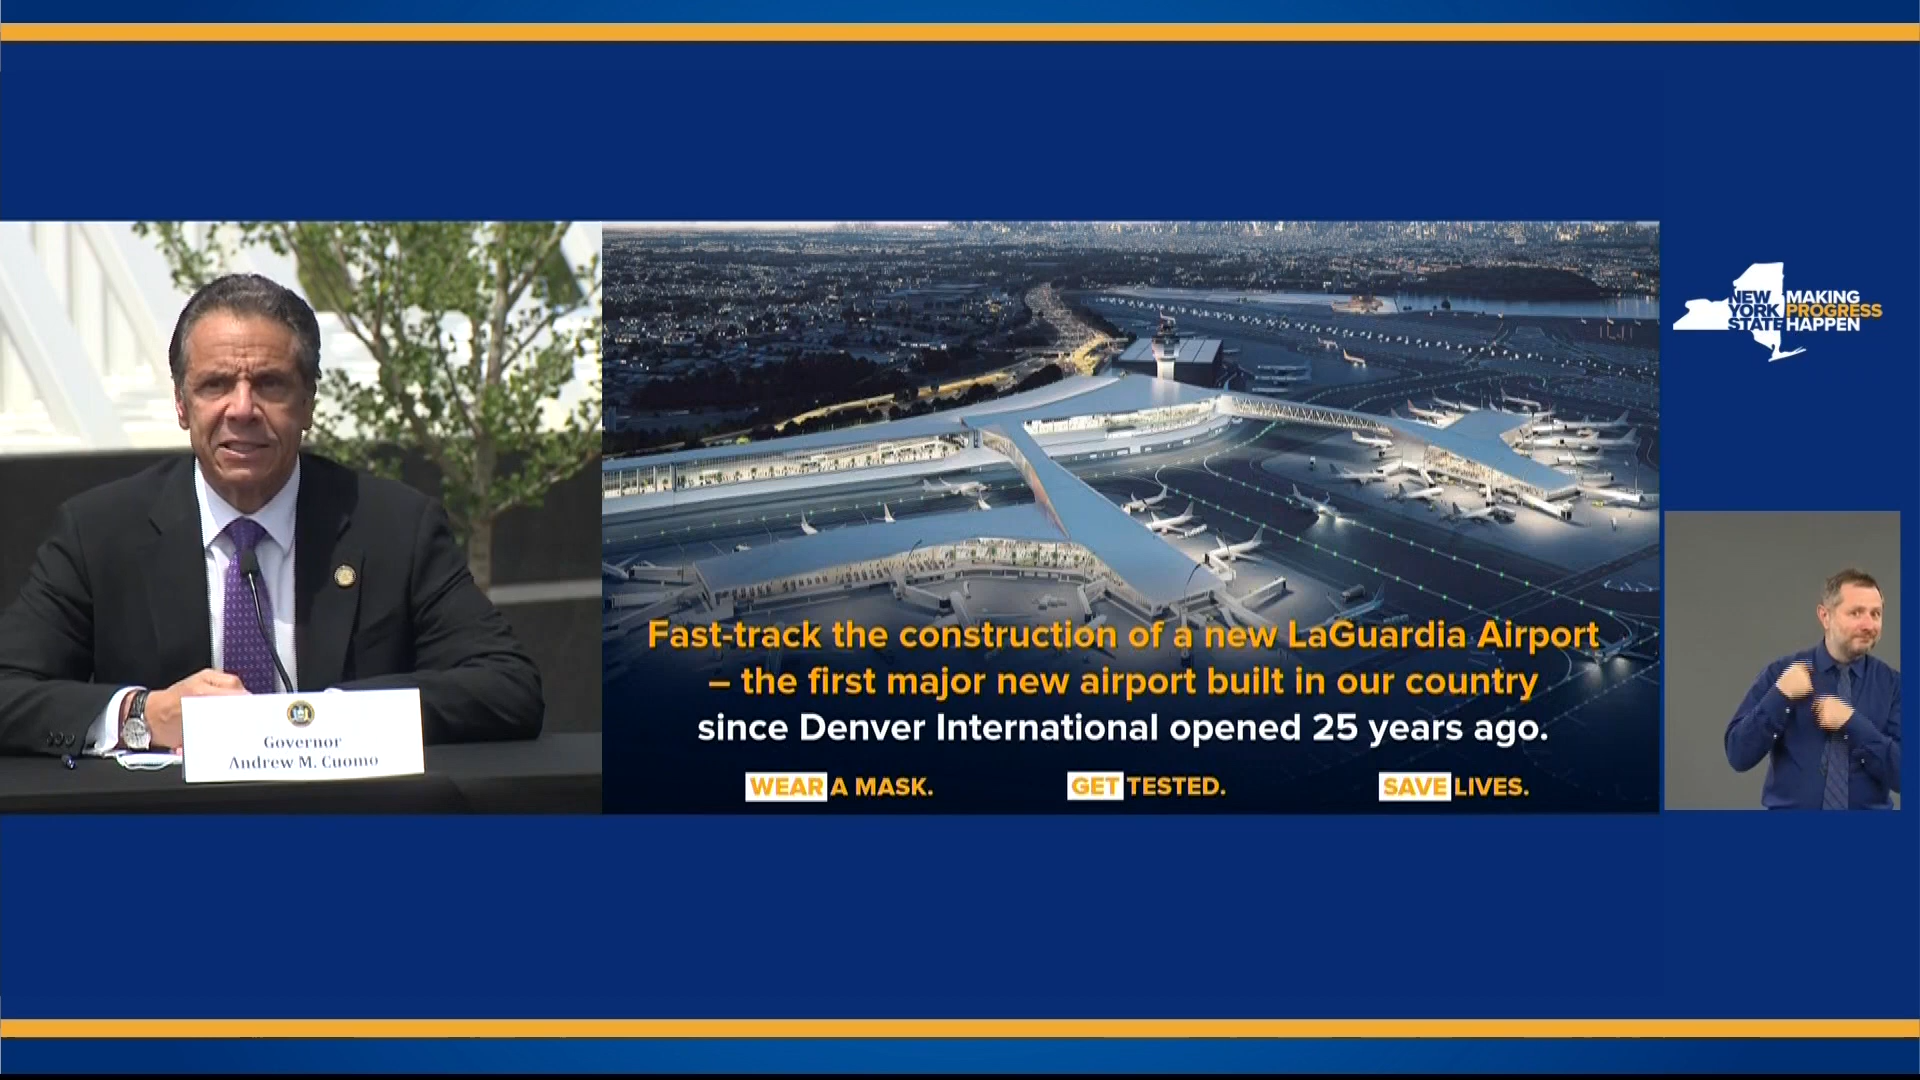 Governor
Andrew M. Cuomo
Fast-track the construction of a new LaGuardia Airport
– the first major new airport built in our country
since Denver International opened 25 years ago.
WEAR A MASK. GET TESTED. SAVE LIVES.
NEW YORK STATE
MAKING PROGRESS HAPPEN